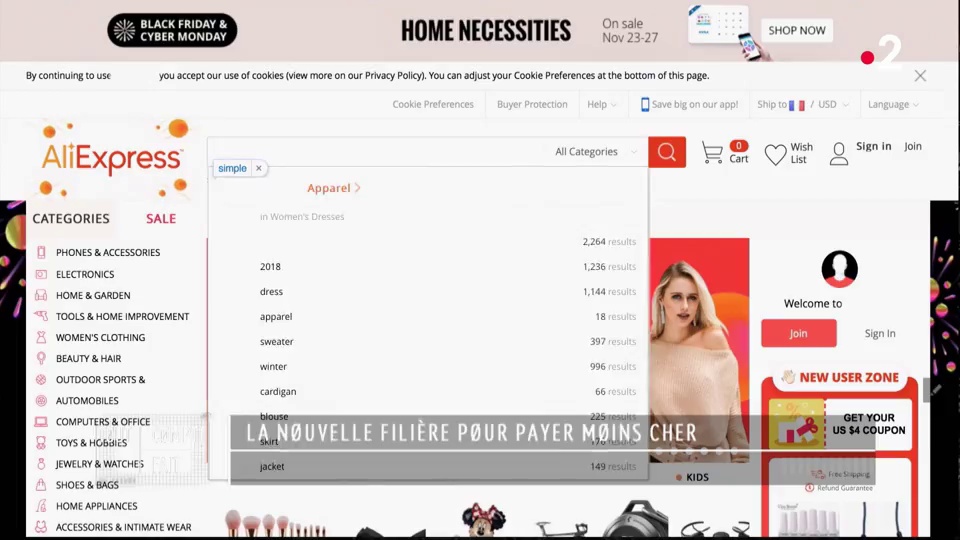 BLACK FRIDAY &
CYBER MONDAY
HOME NECESSITIES
On sale
Nov 23-27
SHOP NOW
2
By continuing to use you accept our use of cookies (view more on our Privacy Policy). You can adjust your Cookie Preferences at the bottom of this page.
Cookie Preferences
Buyer Protection
Help
Save big on our app!
Ship to / USD
Language
AliExpress
All Categories
0
Cart
Wish
List
Sign in
Join
simple ×
Apparel >
in Women's Dresses
2,264 results
2018 1,236 results
dress 1,144 results
apparel 18 results
sweater 397 results
winter 996 results
cardigan 66 results
blouse 225 results
skirt results
jacket 149 results
CATEGORIES
SALE
PHONES & ACCESSORIES
ELECTRONICS
HOME & GARDEN
TOOLS & HOME IMPROVEMENT
WOMEN'S CLOTHING
BEAUTY & HAIR
OUTDOOR SPORTS &
AUTOMOBILES
COMPUTERS & OFFICE
TOYS & HOBBIES
JEWELRY & WATCHES
SHOES & BAGS
HOME APPLIANCES
ACCESSORIES & INTIMATE WEAR
Welcome to
Join
Sign In
NEW USER ZONE
GET YOUR
US $4 COUPON
Free Shipping
Refund Guarantee
KIDS
LA NØUVELLE FILIÈRE PØUR PAYER MØINS CHER